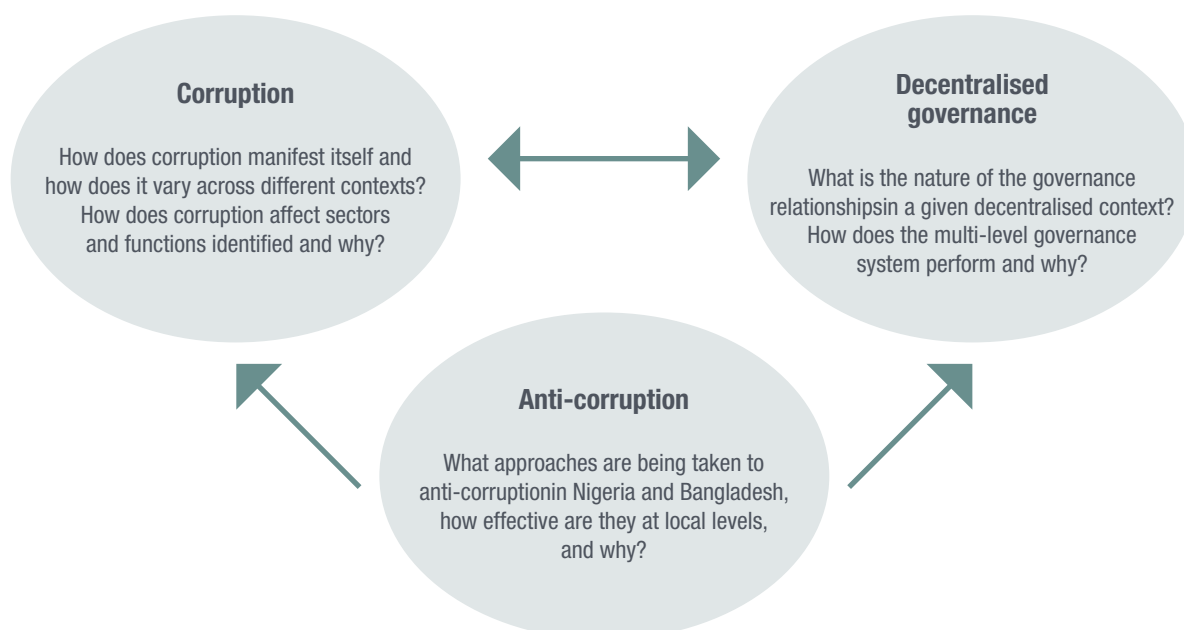 Corruption
How does corruption manifest itself and
how does it vary across different contexts?
How does corruption affect sectors
and functions identified and why?
Decentralised
governance
What is the nature of the governance
relationshipsin a given decentralised context?
How does the multi-level governance
system perform and why?
Anti-corruption
What approaches are being taken to
anti-corruptionin Nigeria and Bangladesh,
how effective are they at local levels,
and why?